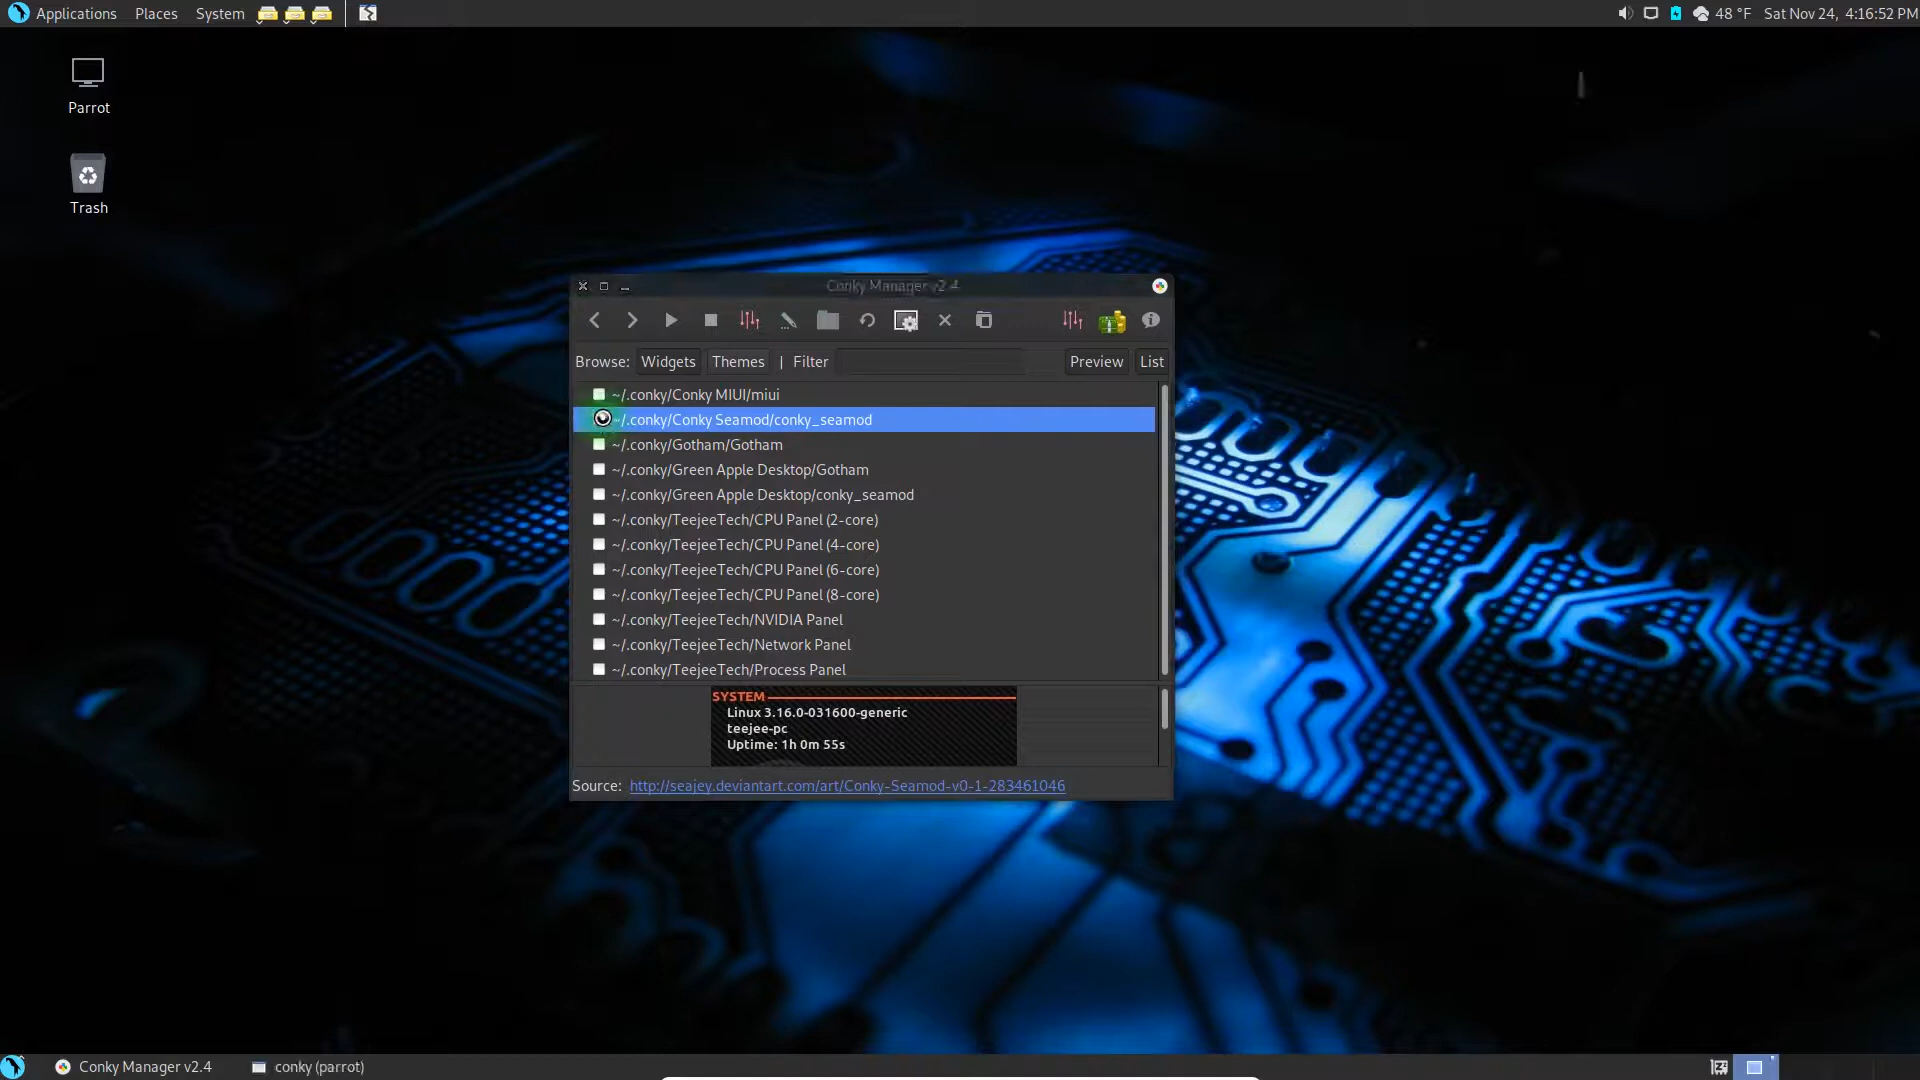 Applications Places System 48 °F Sat Nov 24, 4:16:52 PM
Parrot
Trash
Conky Manager v2.4
Browse: Widgets Themes | Filter Preview List
~/.conky/Conky MIUI/miui
~/.conky/Conky Seamod/conky_seamod
~/.conky/Gotham/Gotham
~/.conky/Green Apple Desktop/Gotham
~/.conky/Green Apple Desktop/conky_seamod
~/.conky/TeejeeTech/CPU Panel (2-core)
~/.conky/TeejeeTech/CPU Panel (4-core)
~/.conky/TeejeeTech/CPU Panel (6-core)
~/.conky/TeejeeTech/CPU Panel (8-core)
~/.conky/TeejeeTech/NVIDIA Panel
~/.conky/TeejeeTech/Network Panel
~/.conky/TeejeeTech/Process Panel
SYSTEM
Linux 3.16.0-031600-generic
teejee-pc
Uptime: 1h 0m 55s
Source: http://seajey.deviantart.com/art/Conky-Seamod-v0-1-283461046
Conky Manager v2.4 conky (parrot)